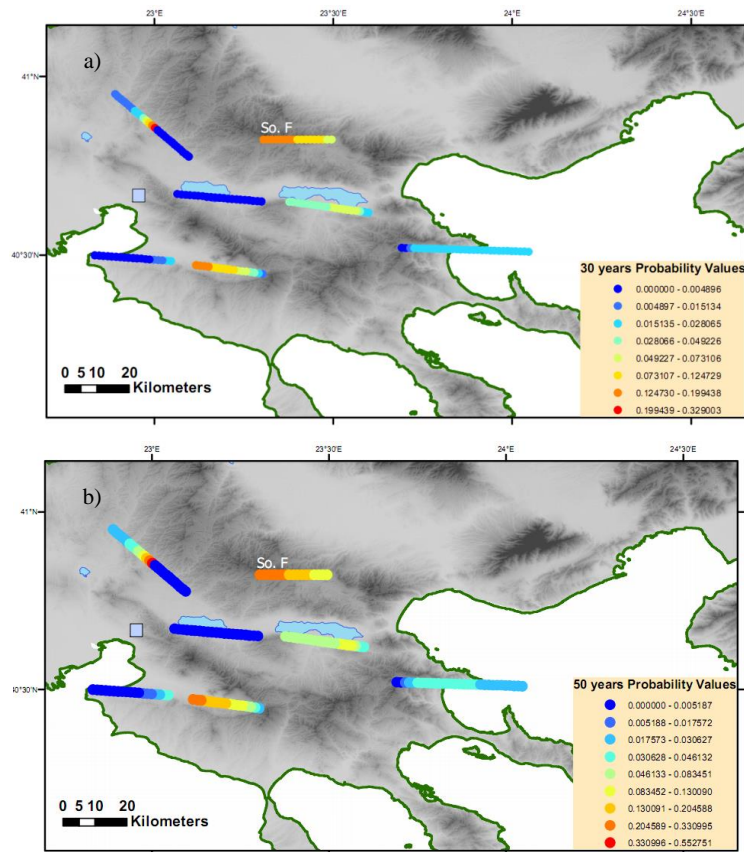 23°E
23°30'E
24°E
24°30'E
a)
41°N
So. F
40°30'N
30 years Probability Values
0.000000 - 0.004896
0.004897 - 0.015134
0.015135 - 0.028065
0.028066 - 0.049226
0.049227 - 0.073106
0.073107 - 0.124729
0.124730 - 0.199438
0.199439 - 0.329003
0 5 10 20
Kilometers
23°E
23°30'E
24°E
24°30'E
b)
41°N
So. F
40°30'N
50 years Probability Values
0.000000 - 0.005187
0.005188 - 0.017572
0.017573 - 0.030627
0.030628 - 0.046132
0.046133 - 0.083451
0.083452 - 0.130090
0.130091 - 0.204588
0.204589 - 0.330995
0.330996 - 0.552751
0 5 10 20
Kilometers